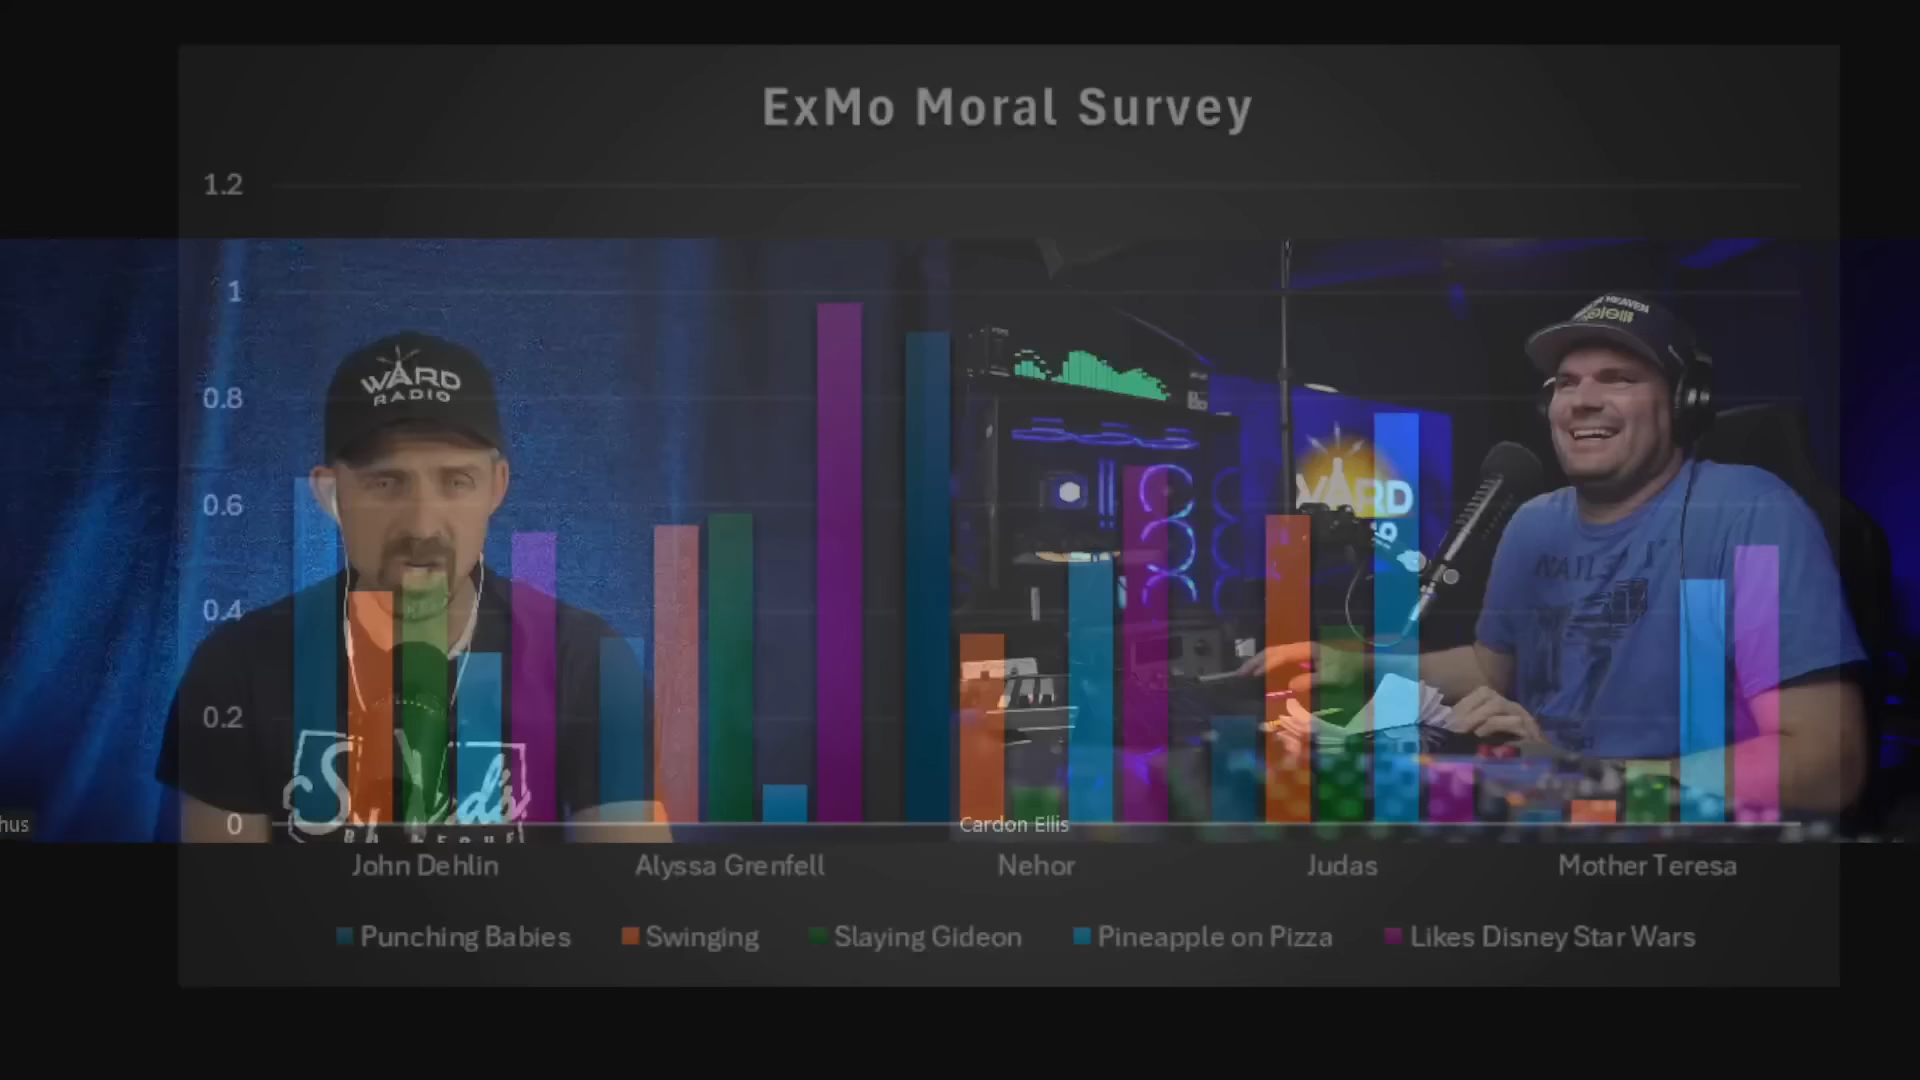 ExMo Moral Survey
1.2
1
0.8
0.6
0.4
0.2
0
WARD
RADIO
HEAVEN
WARD
hus
Cardon Ellis
John Dehlin
Alyssa Grenfell
Nehor
Judas
Mother Teresa
Punching Babies
Swinging
Slaying Gideon
Pineapple on Pizza
Likes Disney Star Wars